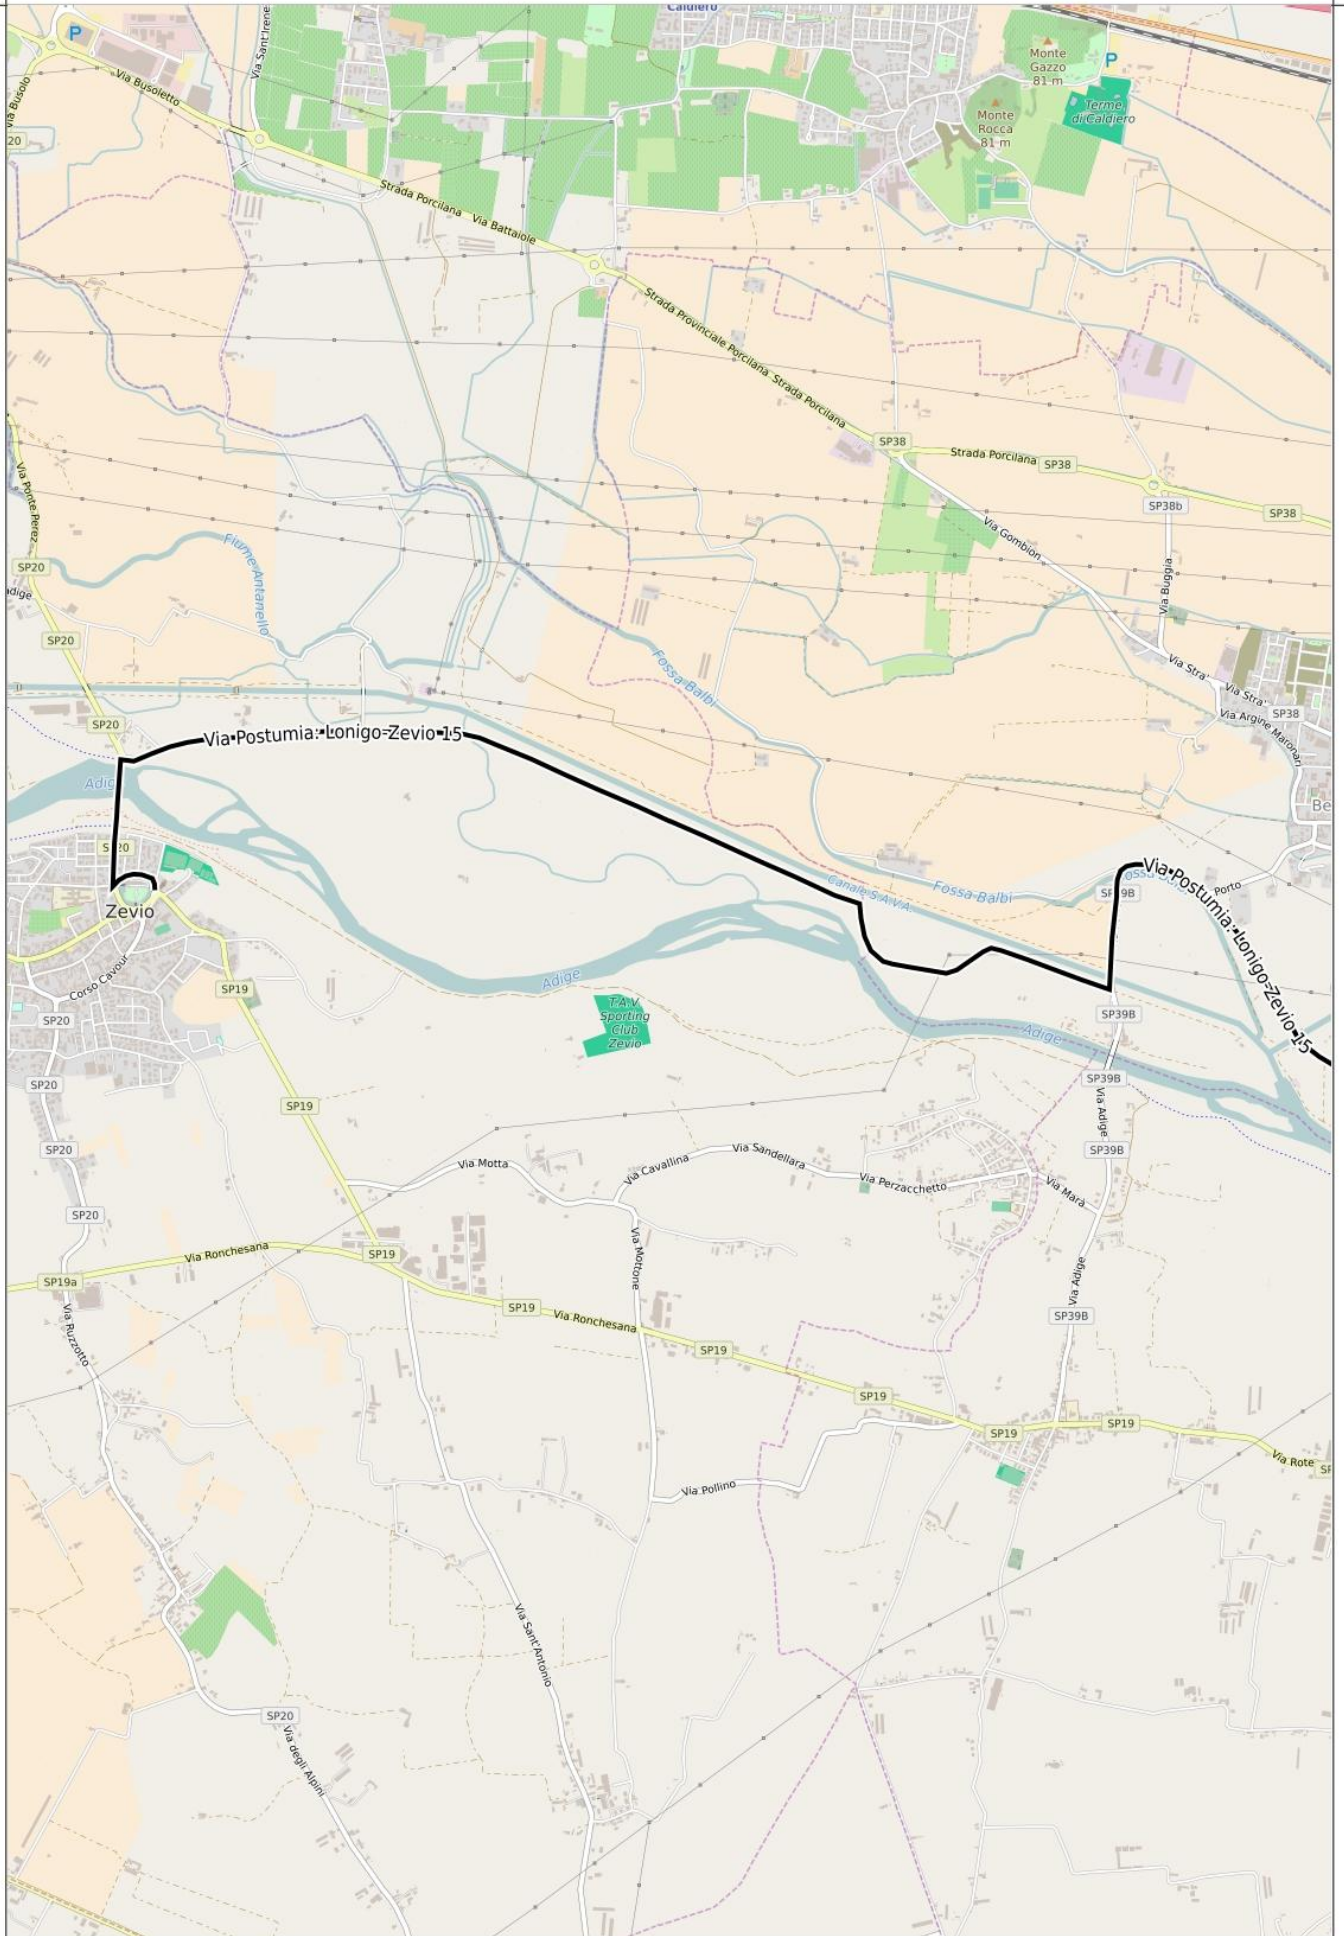 Caldiero
P
Via Sant'Irene
Via Busoletto
Via Busolo
20
Monte
Gazzo
81 m
P
Terme
di Caldiero
Monte
Rocca
81 m
Strada Porcilana
Via Battaiole
Strada Provinciale Porcilana
Strada Porcilana
SP38
Strada Porcilana
SP38
SP38b
SP38
Via Ponte Perez
Via Gombion
Fiume Antanello
SP20
adige
Via Buggia
SP20
Fossa Balbi
Via Stra'
Via Stra'
SP38
Via Argine Maronari
SP20
Via Postumia: Lonigo-Zevio 15
Adig
Be
S 20
Canale S.A.V.A.
Fossa Balbi
Via Postumia: Lonigo-Zevio 15
Porto
Zevio
Corso Cavour
SP19
Adige
T.A.V.
Sporting
Club
Zevio
SP20
SP39B
Adige
SP20
SP39B
SP19
Via Adige
SP20
SP39B
Via Motta
Via Cavallina
Via Sandellara
Via Perzacchetto
Via Marà
SP20
Via Ronchesana
SP19
Via Mottone
Via Adige
SP19a
SP19
Via Ronchesana
SP39B
Via Ruzzotto
SP19
SP19
SP19
SP19
Via Rote
SP
Via Pollino
Via Sant'Antonio
SP20
Via degli Alpini